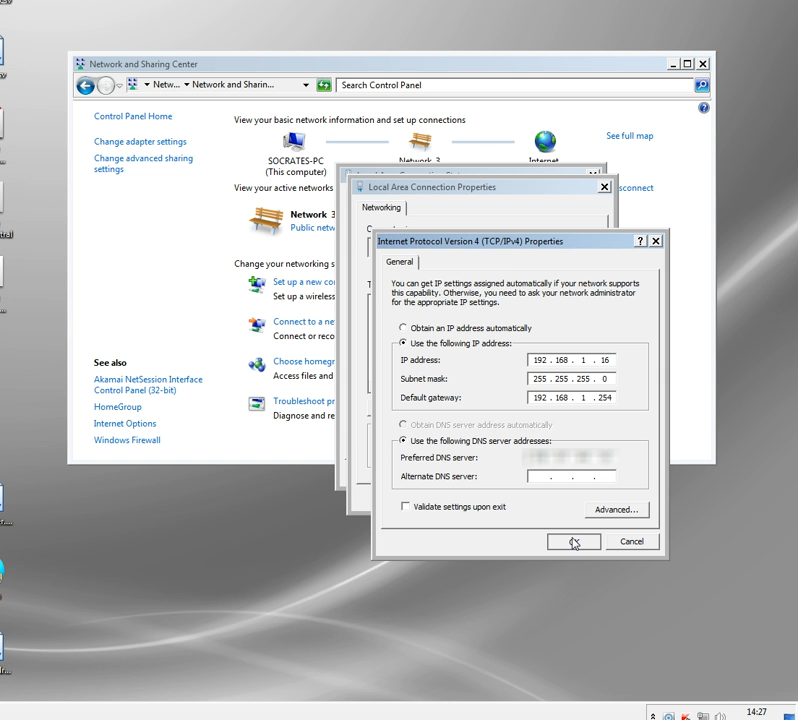 Network and Sharing Center
Netw... Network and Sharin... Search Control Panel
Control Panel Home
Change adapter settings
Change advanced sharing
settings
See also
Akamai NetSession Interface
Control Panel (32-bit)
HomeGroup
Internet Options
Windows Firewall
View your basic network information and set up connections
SOCRATES-PC
(This computer)
Network 3
Internet
See full map
View your active networks
Network 3
Public netw
Change your networking s
Set up a new co
Set up a wireless
Connect to a ne
Connect or reco
Choose homegr
Access files and
Troubleshoot pr
Diagnose and re
Local Area Connection Properties
Networking
Internet Protocol Version 4 (TCP/IPv4) Properties
General
You can get IP settings assigned automatically if your network supports
this capability. Otherwise, you need to ask your network administrator
for the appropriate IP settings.
Obtain an IP address automatically
Use the following IP address:
IP address: 192 . 168 . 1 . 16
Subnet mask: 255 . 255 . 255 . 0
Default gateway: 192 . 168 . 1 . 254
Obtain DNS server address automatically
Use the following DNS server addresses:
Preferred DNS server:
Alternate DNS server: . . .
Validate settings upon exit
Advanced...
Cancel
14:27